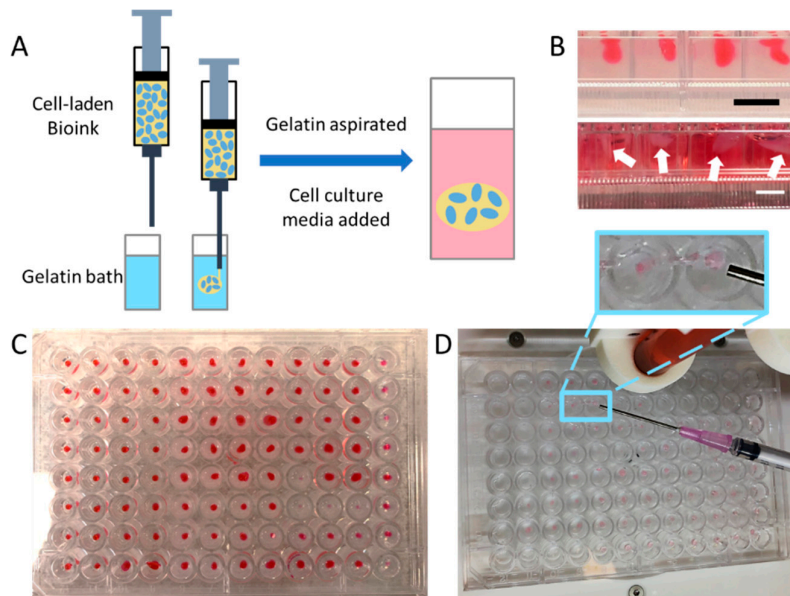 A
Cell-laden
Bioink
Gelatin bath
Gelatin aspirated
Cell culture
media added
B
C
D